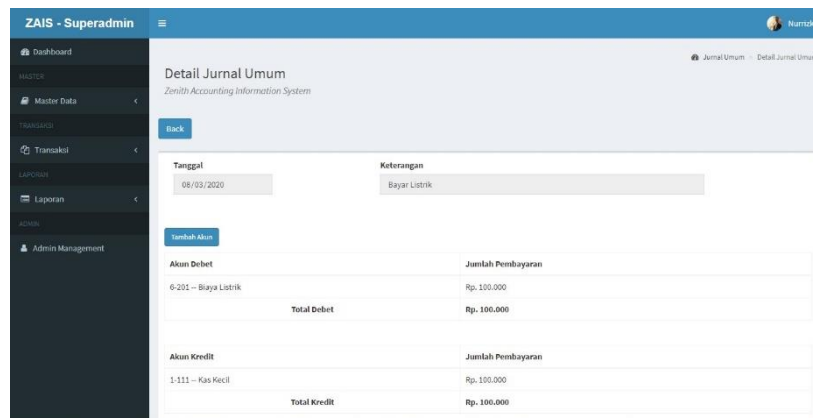 ZAIS - Superadmin
Dashboard
Jurnal Umum Detail Jurnal Umum
MASTER
Detail Jurnal Umum
Zenith Accounting Information System
Master Data
TRANSAKSI
Back
Transaksi
LAPORAN
Tanggal Keterangan
08/03/2020 Bayar Listrik
Laporan
ADMIN
Tambah Akun
Admin Management
Akun Debet Jumlah Pembayaran
6-201 -- Biaya Listrik Rp. 100.000
Total Debet Rp. 100.000
Akun Kredit Jumlah Pembayaran
1-111 -- Kas Kecil Rp. 100.000
Total Kredit Rp. 100.000